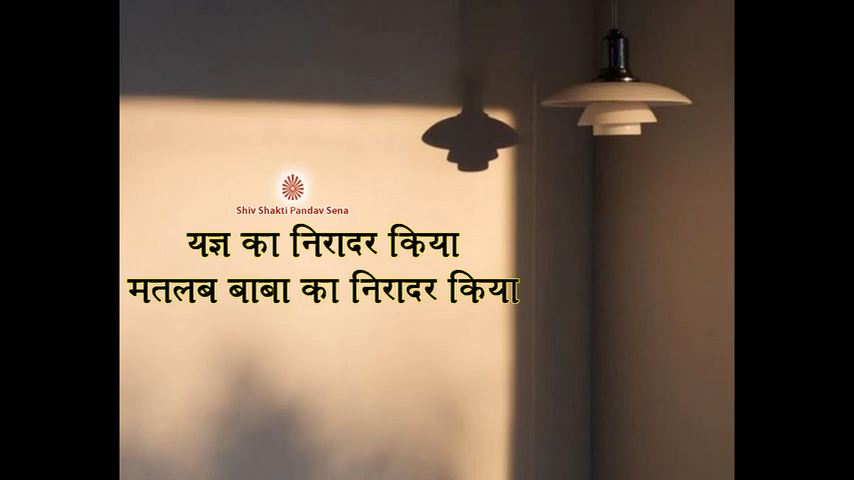 Shiv Shakti Pandav Sena
यज्ञ का निरादर किया
मतलब बाबा का निरादर किया